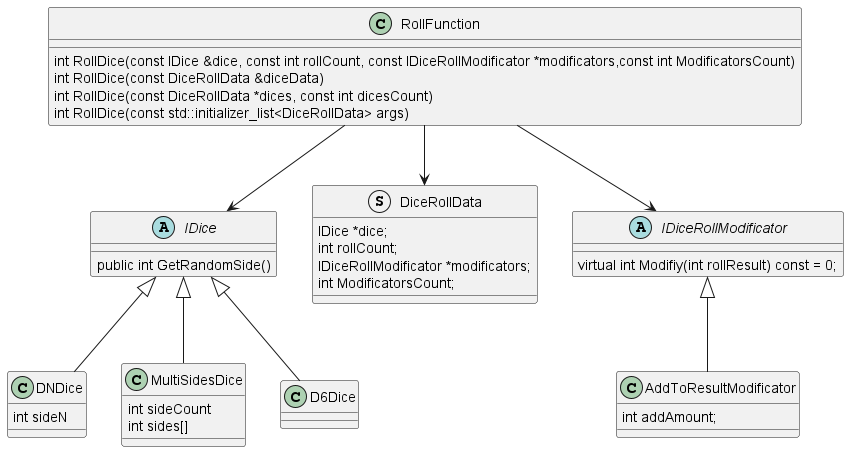 C RollFunction
int RollDice(const IDice &dice, const int rollCount, const IDiceRollModificator *modificators,const int ModificatorsCount)
int RollDice(const DiceRollData &diceData)
int RollDice(const DiceRollData *dices, const int dicesCount)
int RollDice(const std::initializer_list<DiceRollData> args)
A IDice
public int GetRandomSide()
S DiceRollData
IDice *dice;
int rollCount;
IDiceRollModificator *modificators;
int ModificatorsCount;
A IDiceRollModificator
virtual int Modifiy(int rollResult) const = 0;
C DNDice
int sideN
C MultiSidesDice
int sideCount
int sides[]
C D6Dice
C AddToResultModificator
int addAmount;